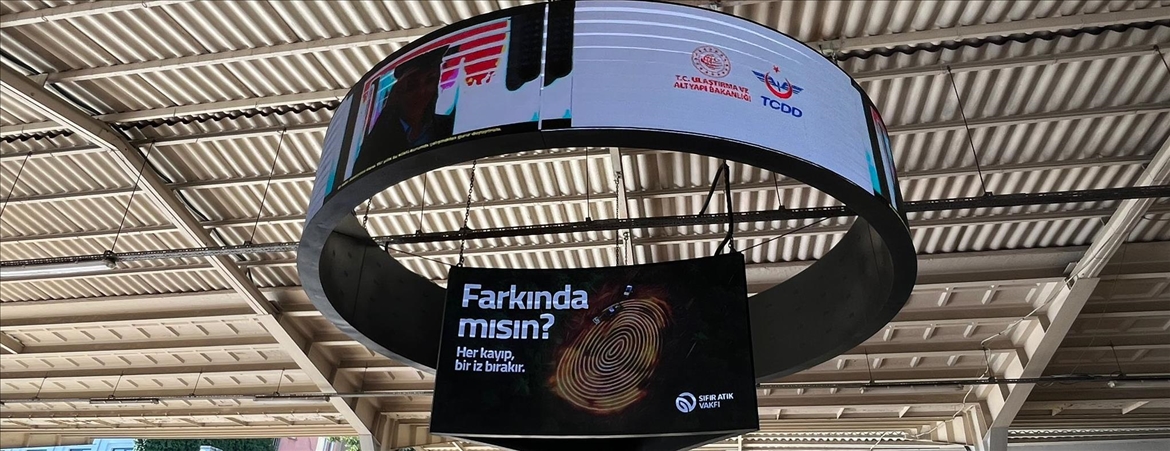 T.C. ULAŞTIRMA VE
ALTYAPI BAKANLIĞI
TCDD
Farkında
mısın?
Her kayıp,
bir iz bırakır.
SIFIR ATIK
VAKFI